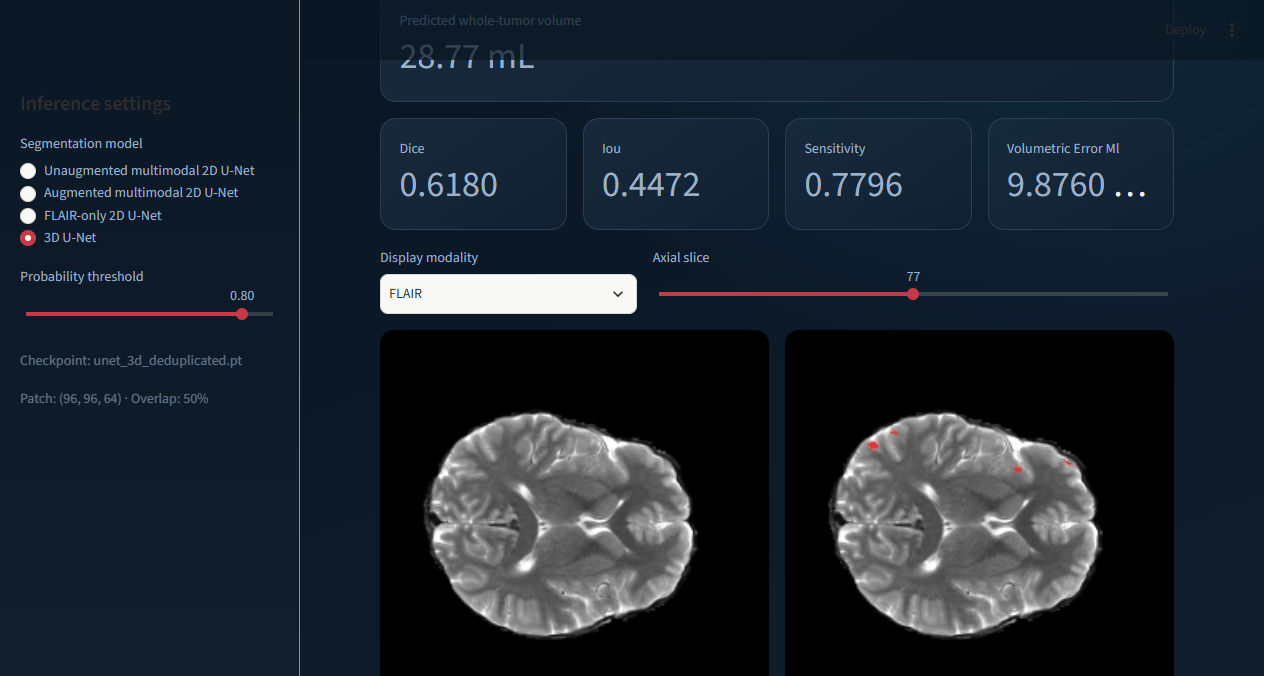 Predicted whole-tumor volume
28.77 mL
Deploy
Inference settings
Segmentation model
Unaugmented multimodal 2D U-Net
Augmented multimodal 2D U-Net
FLAIR-only 2D U-Net
3D U-Net
Probability threshold
0.80
Checkpoint: unet_3d_deduplicated.pt
Patch: (96, 96, 64) · Overlap: 50%
Dice
0.6180
Iou
0.4472
Sensitivity
0.7796
Volumetric Error Ml
9.8760 ...
Display modality
FLAIR
Axial slice
77